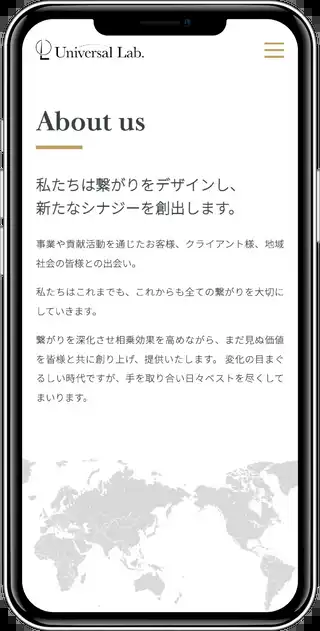 Universal Lab.
About us
私たちは繋がりをデザインし、
新たなシナジーを創出します。
事業や貢献活動を通じたお客様、クライアント様、地域
社会の皆様との出会い。
私たちはこれまでも、これからも全ての繋がりを大切に
していきます。
繋がりを深化させ相乗効果を高めながら、まだ見ぬ価値
を皆様と共に創り上げ、提供いたします。 変化の目まぐ
るしい時代ですが、手を取り合い日々ベストを尽くして
まいります。